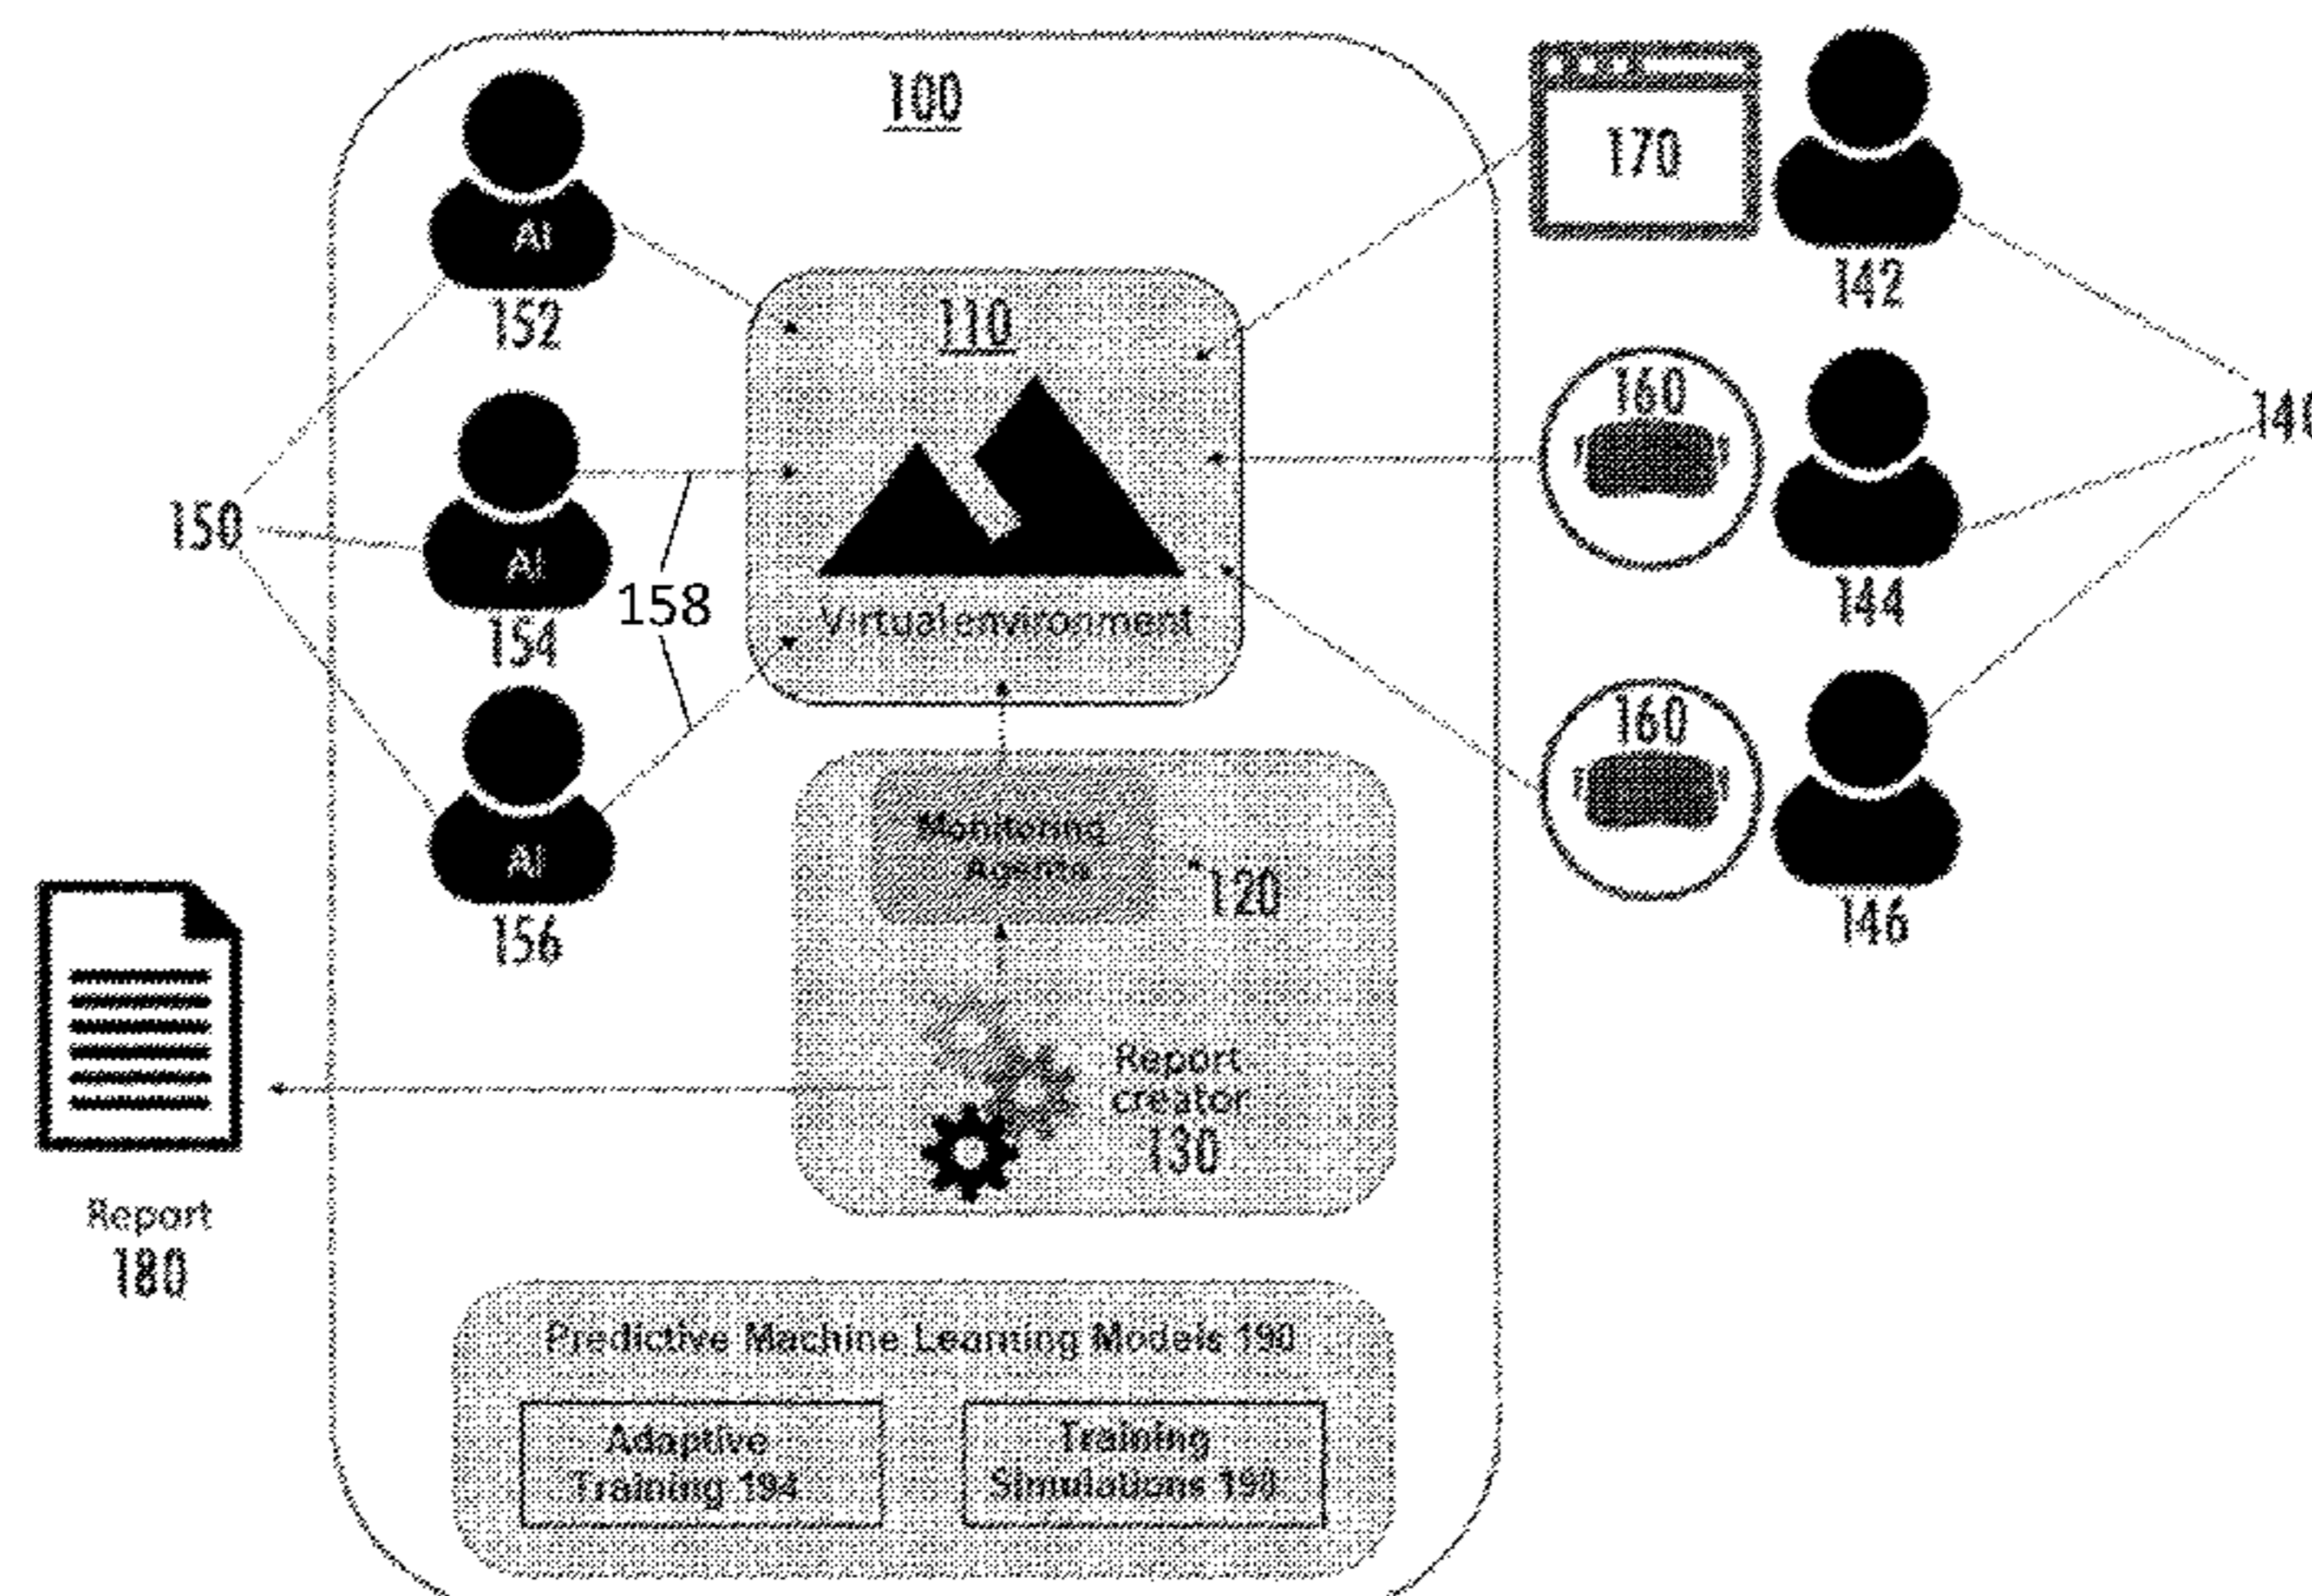 100
170
AI
142
152
110
160
140
AI
150
158
144
154
Virtual environment
160
Monitoring
Agents
AI
120
146
156
Report
creator
130
Report
180
Predictive Machine Learning Models 190
Adaptive
Training 194
Training
Simulations